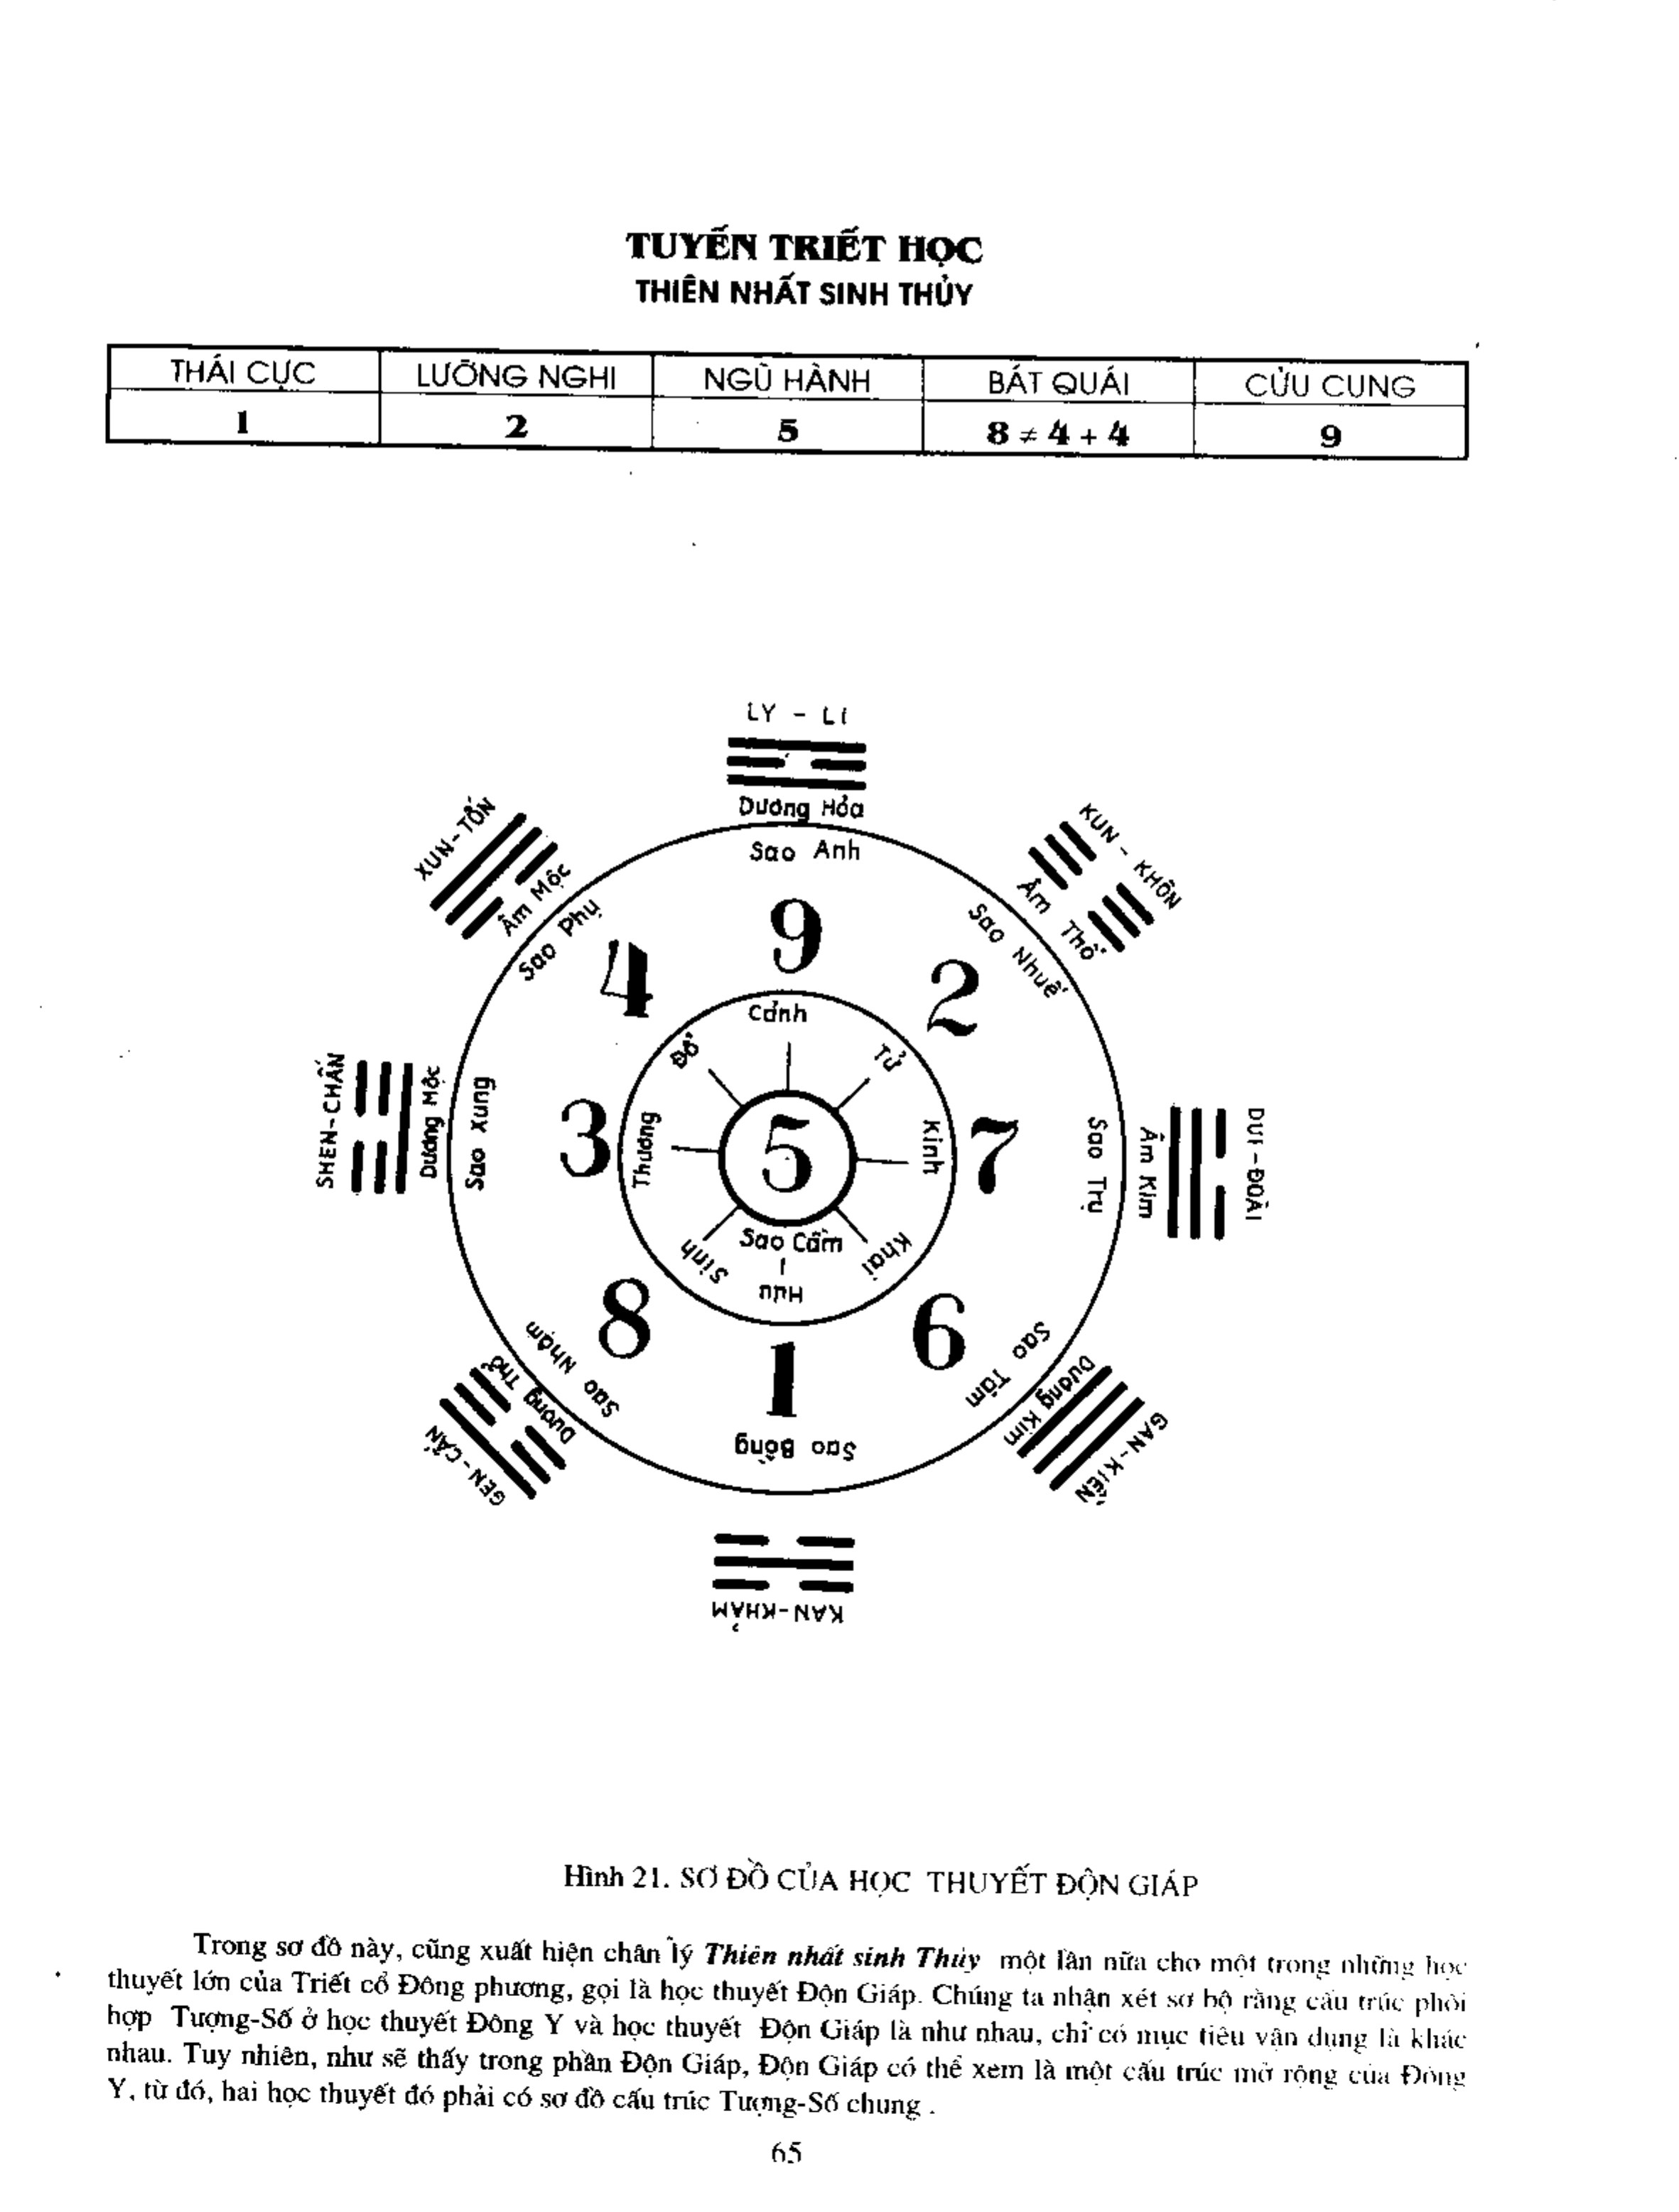 TUYẾN TRIẾT HỌC
THIÊN NHẤT SINH THỦY
THÁI CỰC LƯỠNG NGHI NGŨ HÀNH BÁT QUÁI CỬU CUNG
1 2 5 8 ≠ 4 + 4 9
LY - LI
Dương Hỏa
Sao Anh
9
Cảnh
XUN-TỐN
Âm Mộc
Sao Phụ
4
Đỗ
KUN - KHÔN
Âm Thổ
Sao Nhuế
2
Tử
SHEN-CHẤN
Dương Mộc
Sao Xung
3
Thương
5
Sao Cầm
Kinh
7
Sao Trụ
Âm Kim
DUI-ĐOÀI
Sinh
8
Sao Nhậm
Dương Thổ
GEN-CẤN
Hưu
1
Sao Bồng
KAN-KHẢM
Khai
6
Sao Tâm
Dương Kim
GAN-KIỀN
Hình 21. SƠ ĐỒ CỦA HỌC THUYẾT ĐỘN GIÁP
Trong sơ đồ này, cũng xuất hiện chân lý Thiên nhất sinh Thủy một lần nữa cho một trong những học
thuyết lớn của Triết cổ Đông phương, gọi là học thuyết Độn Giáp. Chúng ta nhận xét sơ bộ rằng cấu trúc phối
hợp Tượng-Số ở học thuyết Đông Y và học thuyết Độn Giáp là như nhau, chỉ có mục tiêu vận dụng là khác
nhau. Tuy nhiên, như sẽ thấy trong phần Độn Giáp, Độn Giáp có thể xem là một cấu trúc mở rộng của Đông
Y, từ đó, hai học thuyết đó phải có sơ đồ cấu trúc Tượng-Số chung .
65